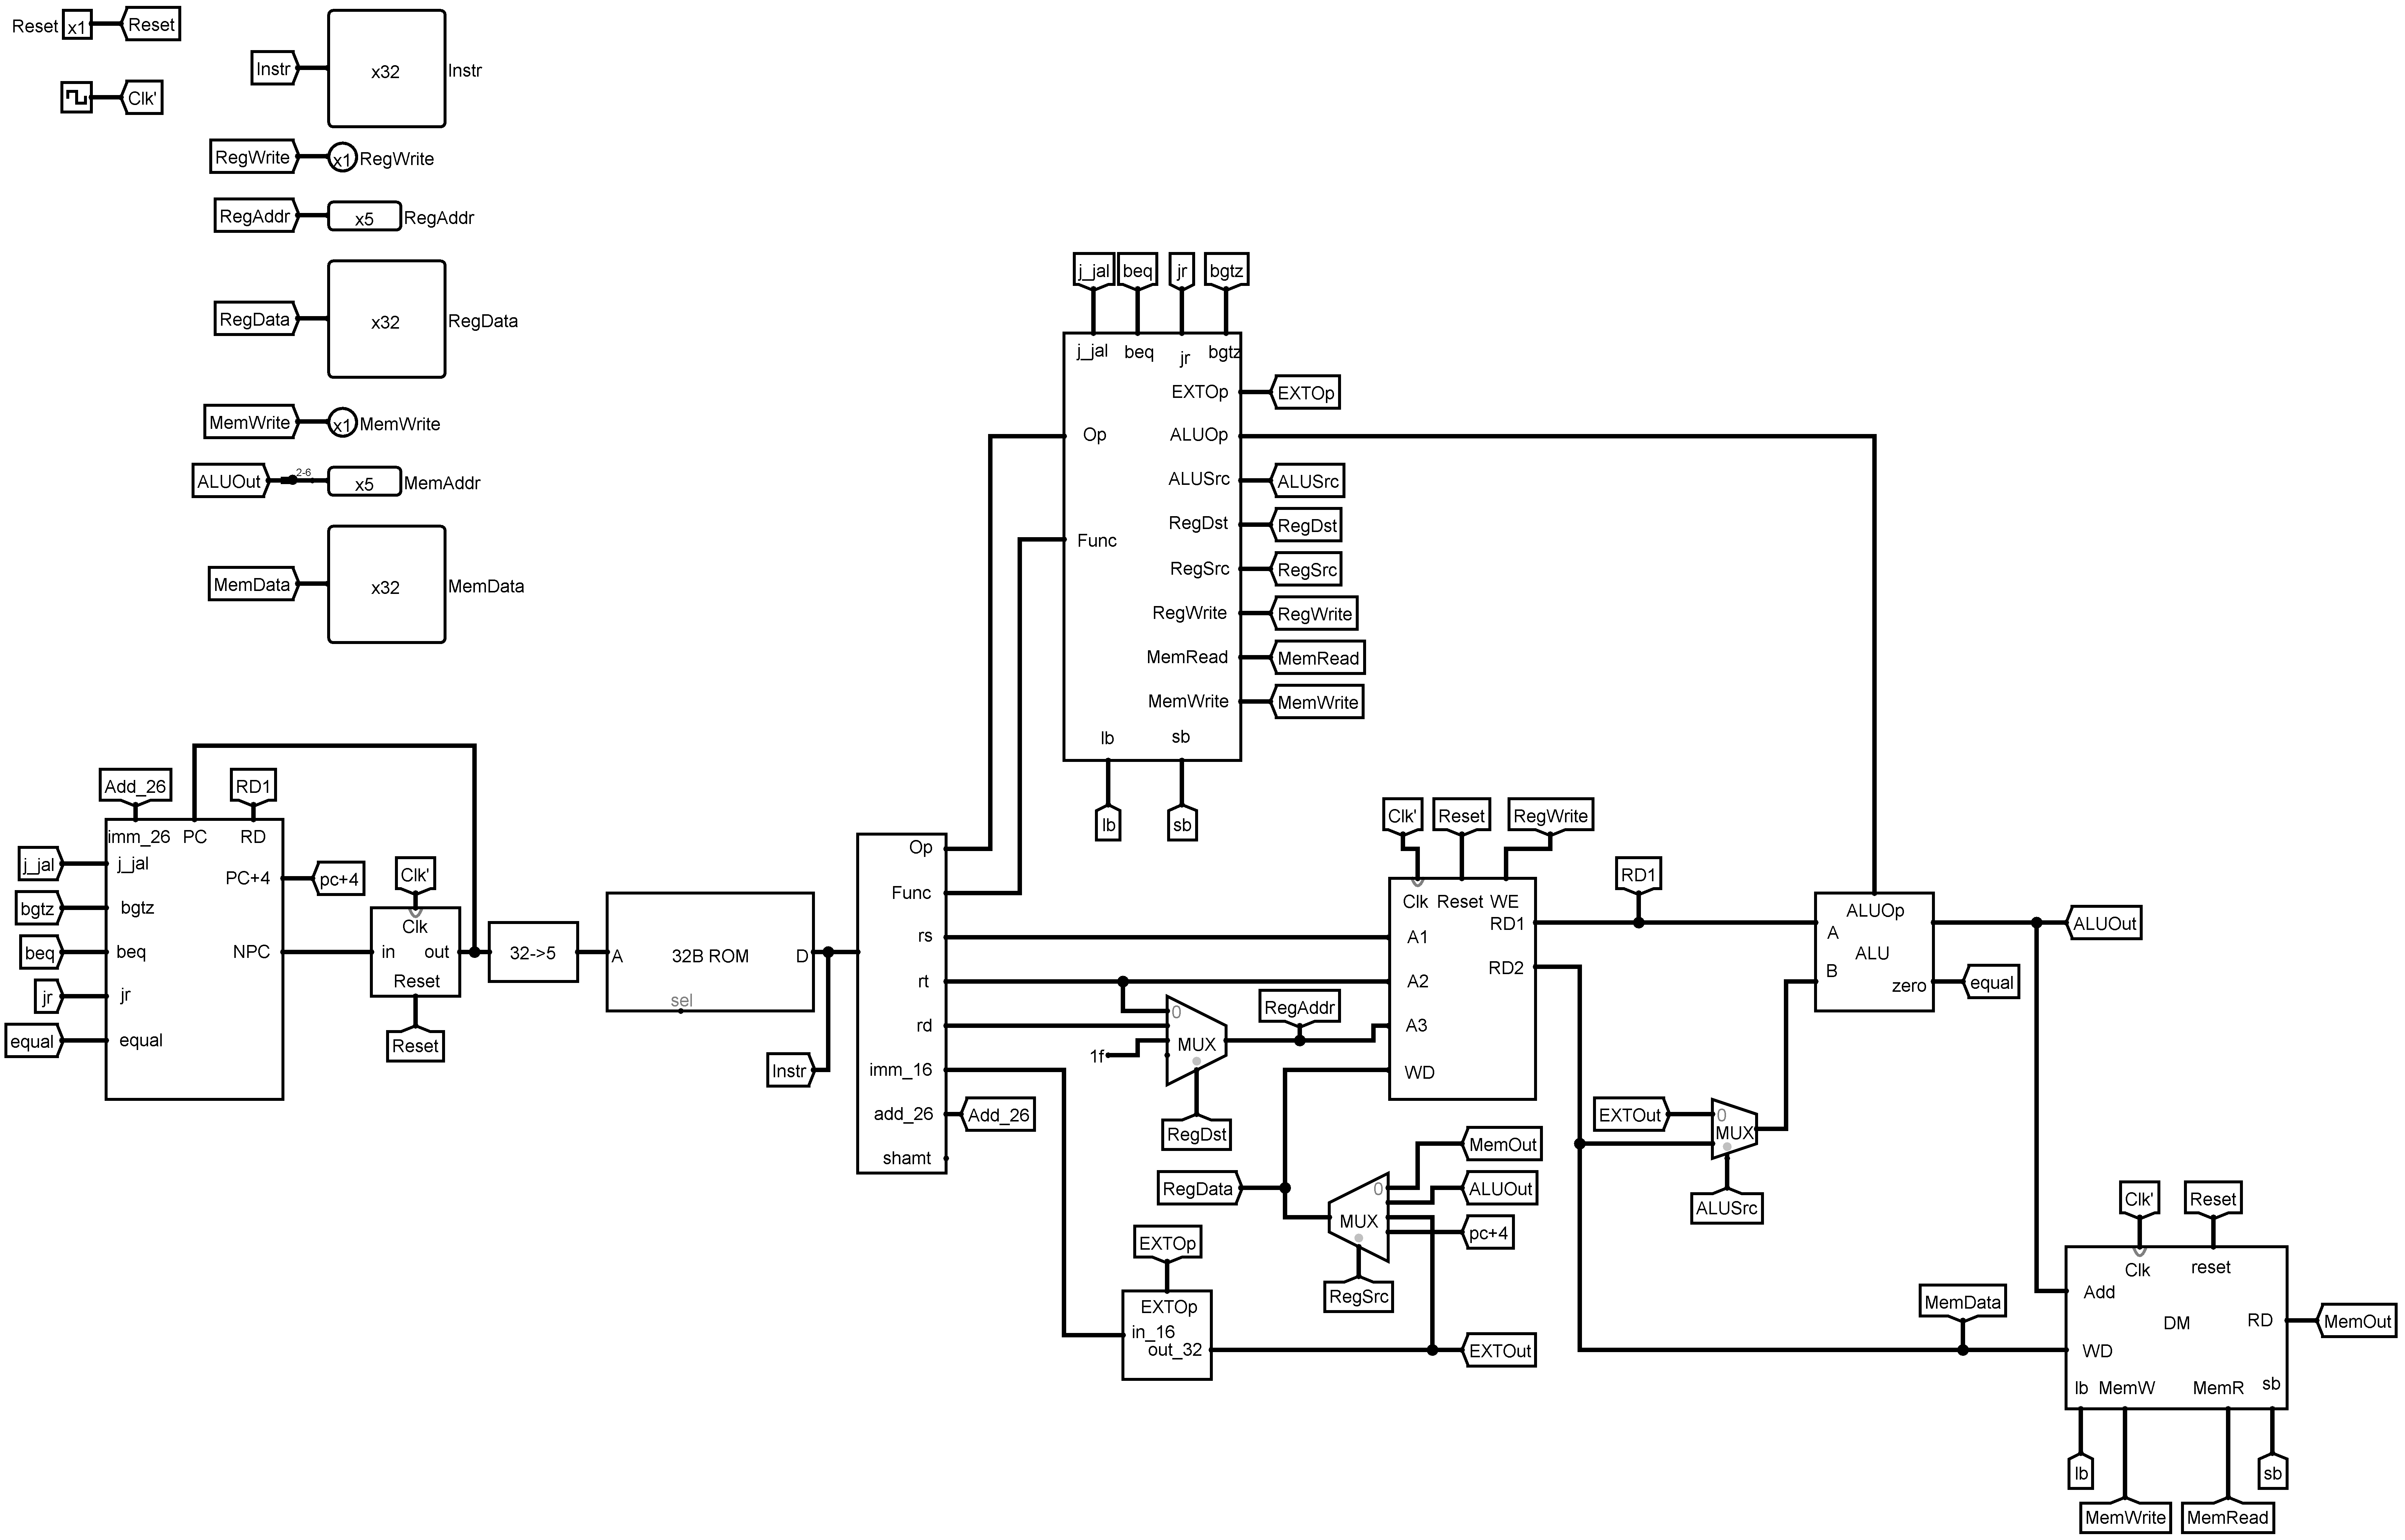 Reset x1 Reset
Clk'
Instr x32 Instr
RegWrite x1 RegWrite
RegAddr x5 RegAddr
RegData x32 RegData
MemWrite x1 MemWrite
ALUOut 2-6 x5 MemAddr
MemData x32 MemData
j_jal beq jr bgtz
j_jal beq jr bgtz
EXTOp EXTOp
Op ALUOp
ALUSrc ALUSrc
RegDst RegDst
Func
RegSrc RegSrc
RegWrite RegWrite
MemRead MemRead
MemWrite MemWrite
lb sb
lb sb
Add_26 RD1
imm_26 PC RD
j_jal j_jal
PC+4 pc+4
bgtz bgtz
beq beq NPC
jr jr
equal equal
Clk'
Clk
in out
Reset
Reset
32->5
A 32B ROM D
sel
Instr
Op
Func
rs
rt
rd
imm_16
add_26 Add_26
shamt
0
MUX
1f
RegDst
RegAddr
Clk' Reset RegWrite
Clk Reset WE
RD1
A1
RD2
A2
A3
WD
RD1
ALUOp
A
ALU
B
zero
ALUOut
equal
EXTOut 0
MUX
ALUSrc
MemOut
RegData 0 ALUOut
MUX pc+4
RegSrc
EXTOp
EXTOp
in_16
out_32
EXTOut
Clk' Reset
Clk reset
MemData
Add
DM RD MemOut
WD
lb MemW MemR sb
lb sb
MemWrite MemRead